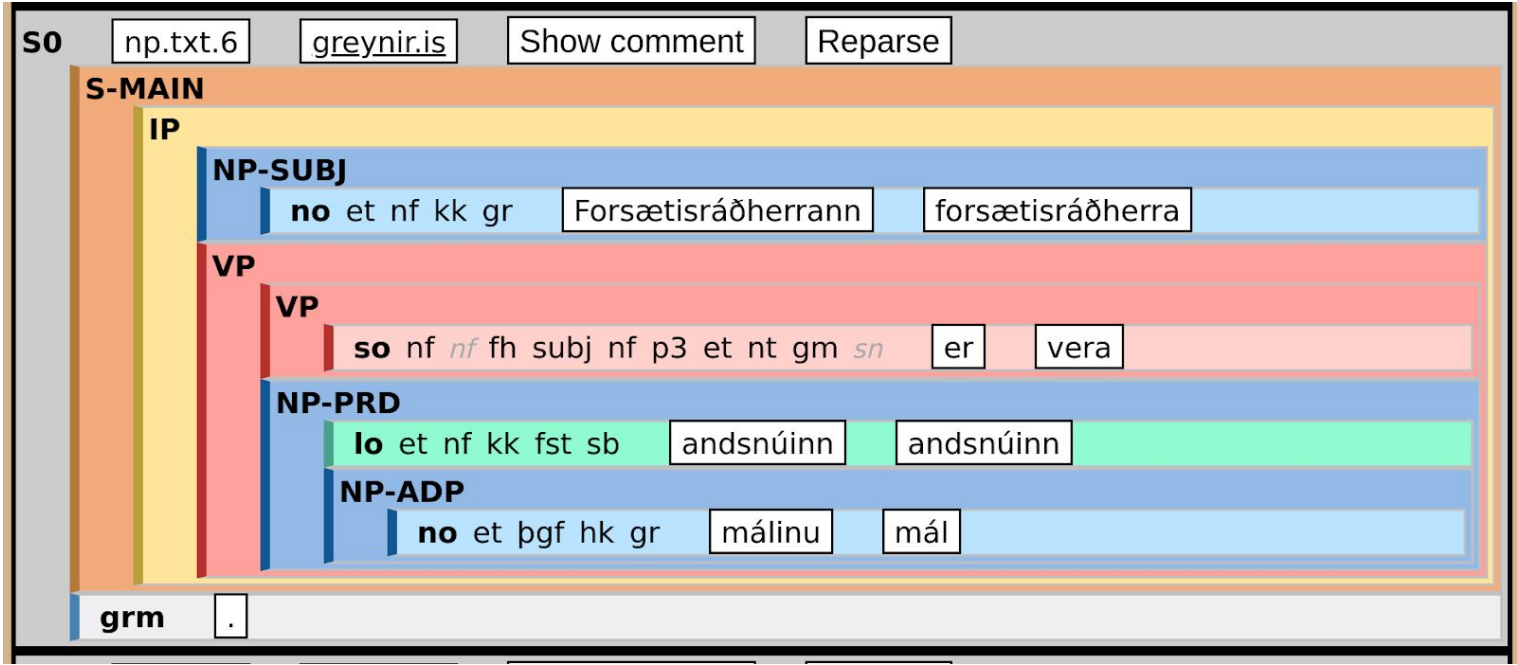 S0 np.txt.6 greynir.is Show comment Reparse
S-MAIN
IP
NP-SUBJ
no et nf kk gr Forsætisráðherrann forsætisráðherra
VP
VP
so nf nf fh subj nf p3 et nt gm sn er vera
NP-PRD
lo et nf kk fst sb andsnúinn andsnúinn
NP-ADP
no et þgf hk gr málinu mál
grm .